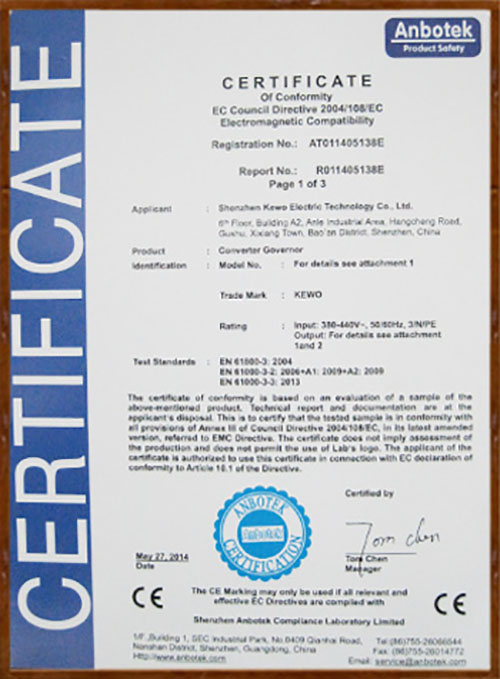 CERTIFICATE
Anbotek
Product Safety
CERTIFICATE
Of Conformity
EC Council Directive 2004/108/EC
Electromagnetic Compatibility
Registration No.: AT011405138E
Report No.: R011405138E
Page 1 of 3
Applicant : Shenzhen Kewo Electric Technology Co., Ltd.
6th Floor, Building A2, Anle Industrial Area, Hangcheng Road,
Gushu, Xixiang Town, Bao'an District, Shenzhen, China
Product : Converter Governor
Identification : Model No. : For details see attachment 1
Trade Mark : KEWO
Rating : Input: 380-440V~, 50/60Hz, 3/N/PE
Output: For details see attachment
1and 2
Test Standards : EN 61800-3: 2004
EN 61000-3-2: 2006+A1: 2009+A2: 2009
EN 61000-3-3: 2013
The certificate of conformity is based on an evaluation of a sample of the
above-mentioned product. Technical report and documentation are at the
applicant's disposal. This is to certify that the tested sample is in conformity with
all provisions of Annex III of Council Directive 2004/108/EC, in its latest amended
version, referred to EMC Directive. The certificate does not imply assessment of
the production and does not permit the use of Lab's logo. The applicant of the
certificate is authorized to use this certificate in connection with EC declaration of
conformity to Article 10.1 of the Directive.
Certified by
ANBOTEK
CERTIFICATION
Tom Chen
May 27, 2014
Date
Tom Chen
Manager
CE
The CE Marking may only be used if all relevant and
effective EC Directives are complied with
CE
Shenzhen Anbotek Compliance Laboratory Limited
1/F.,Building 1, SEC Industrial Park, No.0409 Qianhai Road,
Nanshan District, Shenzhen, Guangdong, China
Http://www.anbotek.com
Tel:(86)755-26066544
Fax:(86)755-26014772
Email: service@anbotek.com